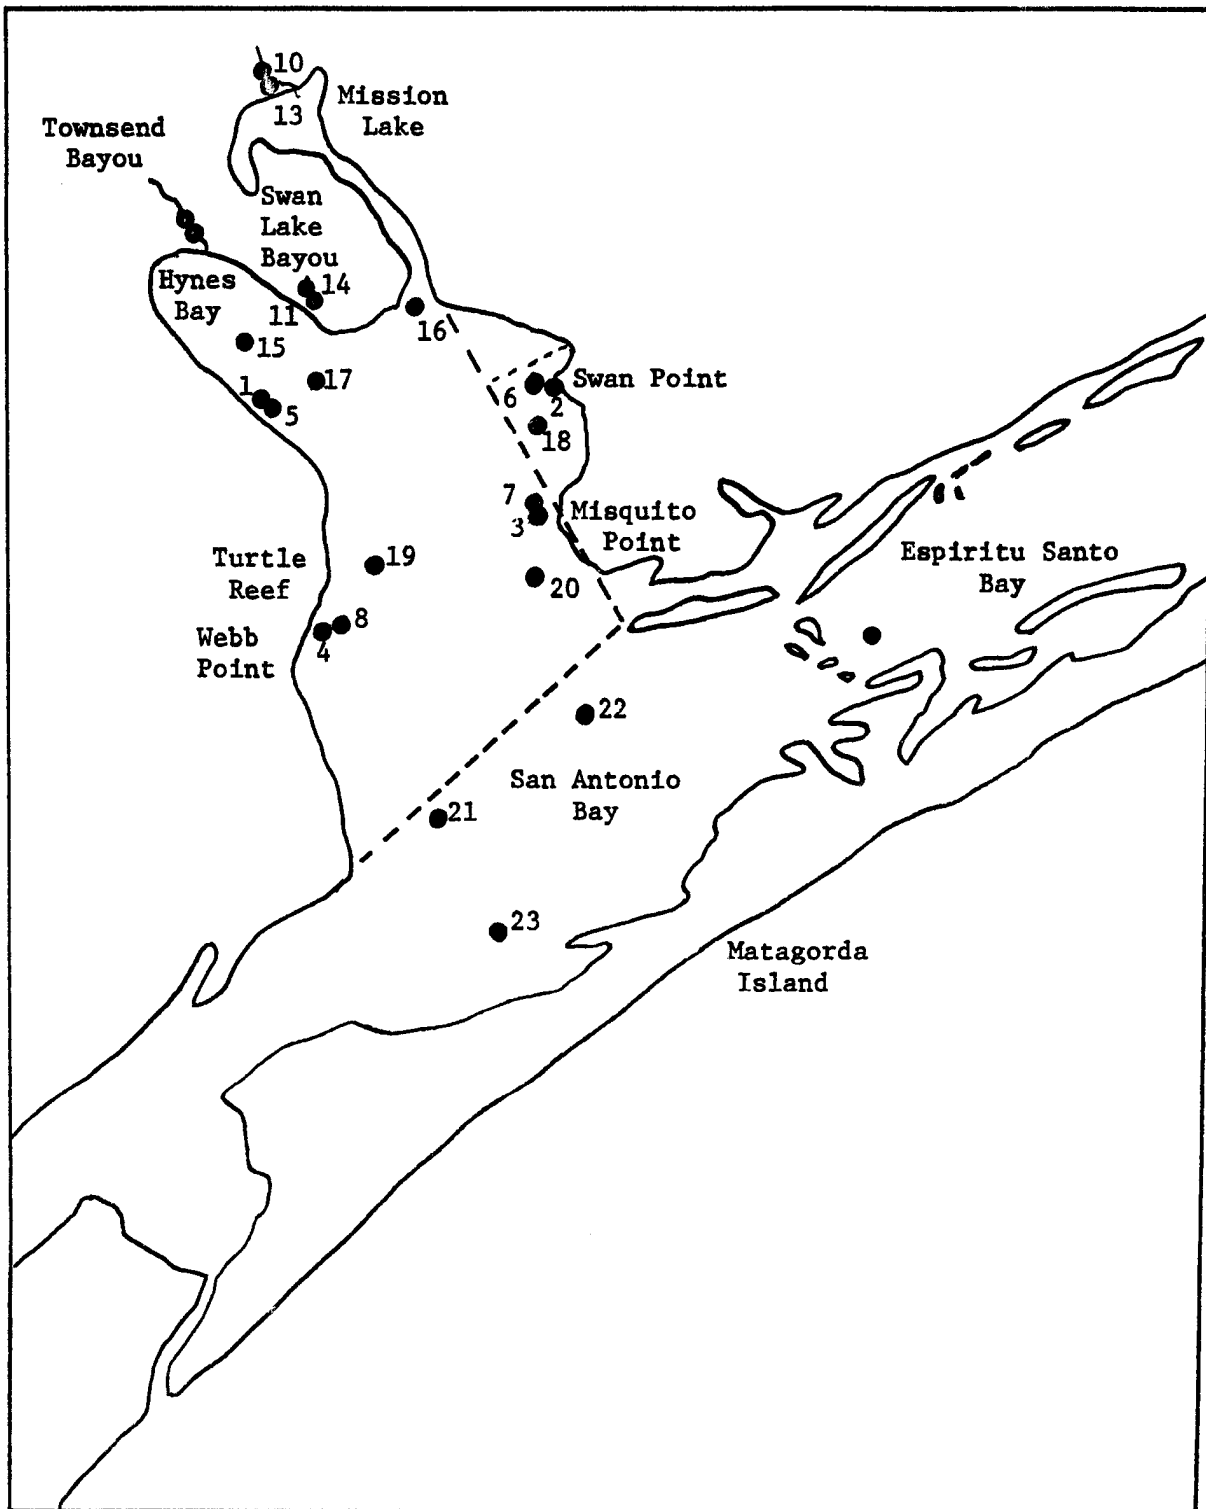 10
13
Mission
Lake
Townsend
Bayou
Swan
Lake
Bayou
Hynes
Bay
14
11
16
15
17
1
5
6
2
Swan Point
18
7
3
Misquito
Point
Turtle
Reef
19
20
Espiritu Santo
Bay
Webb
Point
8
4
22
San Antonio
Bay
21
23
Matagorda
Island